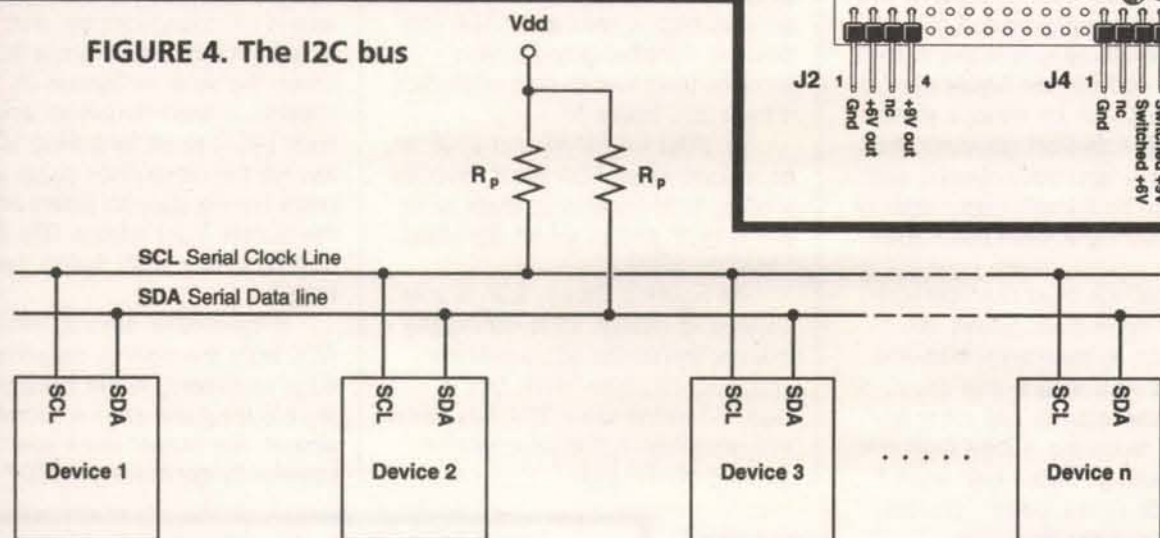 FIGURE 4. The I2C bus
Vdd
Rp
Rp
SCL Serial Clock Line
SDA Serial Data line
SCL
SDA
Device 1
SCL
SDA
Device 2
SCL
SDA
Device 3
. . . . . .
SCL
SDA
Device n
J2
1
4
Gnd
+6V out
nc
+9V out
J4
1
Gnd
nc
Switched +6V